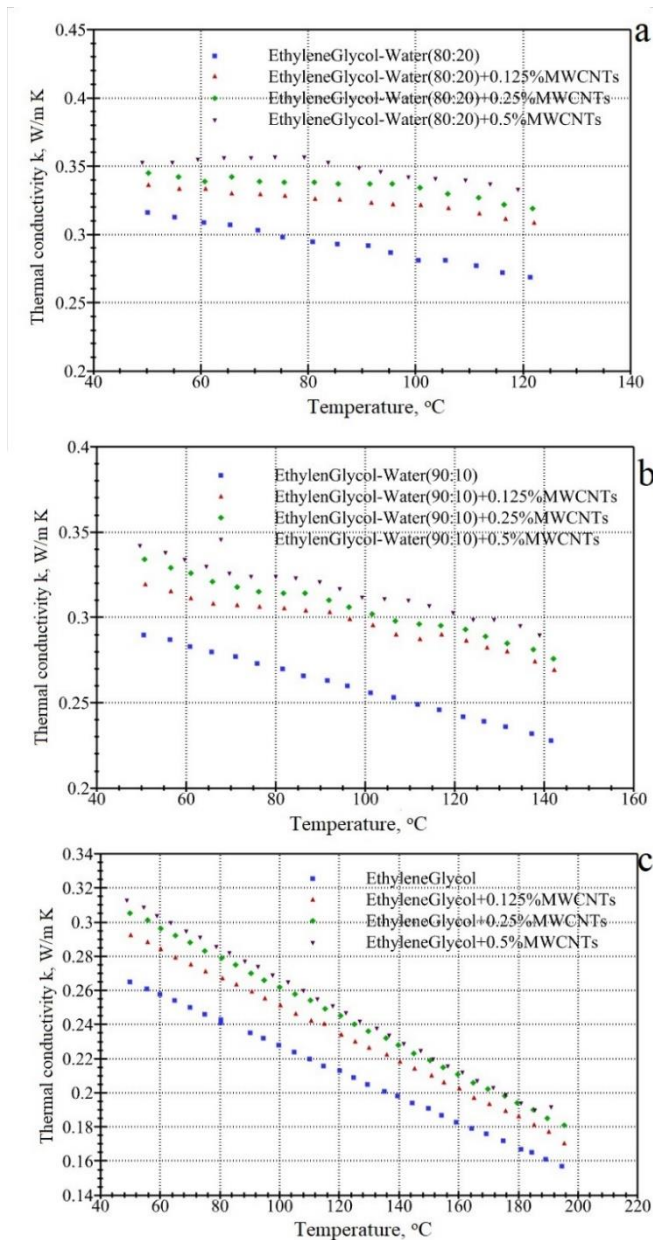 a
0.45
EthyleneGlycol-Water(80:20)
EthyleneGlycol-Water(80:20)+0.125%MWCNTs
EthyleneGlycol-Water(80:20)+0.25%MWCNTs
EthyleneGlycol-Water(80:20)+0.5%MWCNTs
0.4
0.35
0.3
0.25
0.2
Thermal conductivity k, W/m K
40 60 80 100 120 140
Temperature, °C
b
0.4
EthylenGlycol-Water(90:10)
EthylenGlycol-Water(90:10)+0.125%MWCNTs
EthylenGlycol-Water(90:10)+0.25%MWCNTs
EthylenGlycol-Water(90:10)+0.5%MWCNTs
0.35
0.3
0.25
0.2
Thermal conductivity k, W/m K
40 60 80 100 120 140 160
Temperature, °C
c
0.34
EthyleneGlycol
EthyleneGlycol+0.125%MWCNTs
EthyleneGlycol+0.25%MWCNTs
EthyleneGlycol+0.5%MWCNTs
0.32
0.3
0.28
0.26
0.24
0.22
0.2
0.18
0.16
0.14
Thermal conductivity k, W/m K
40 60 80 100 120 140 160 180 200 220
Temperature, °C